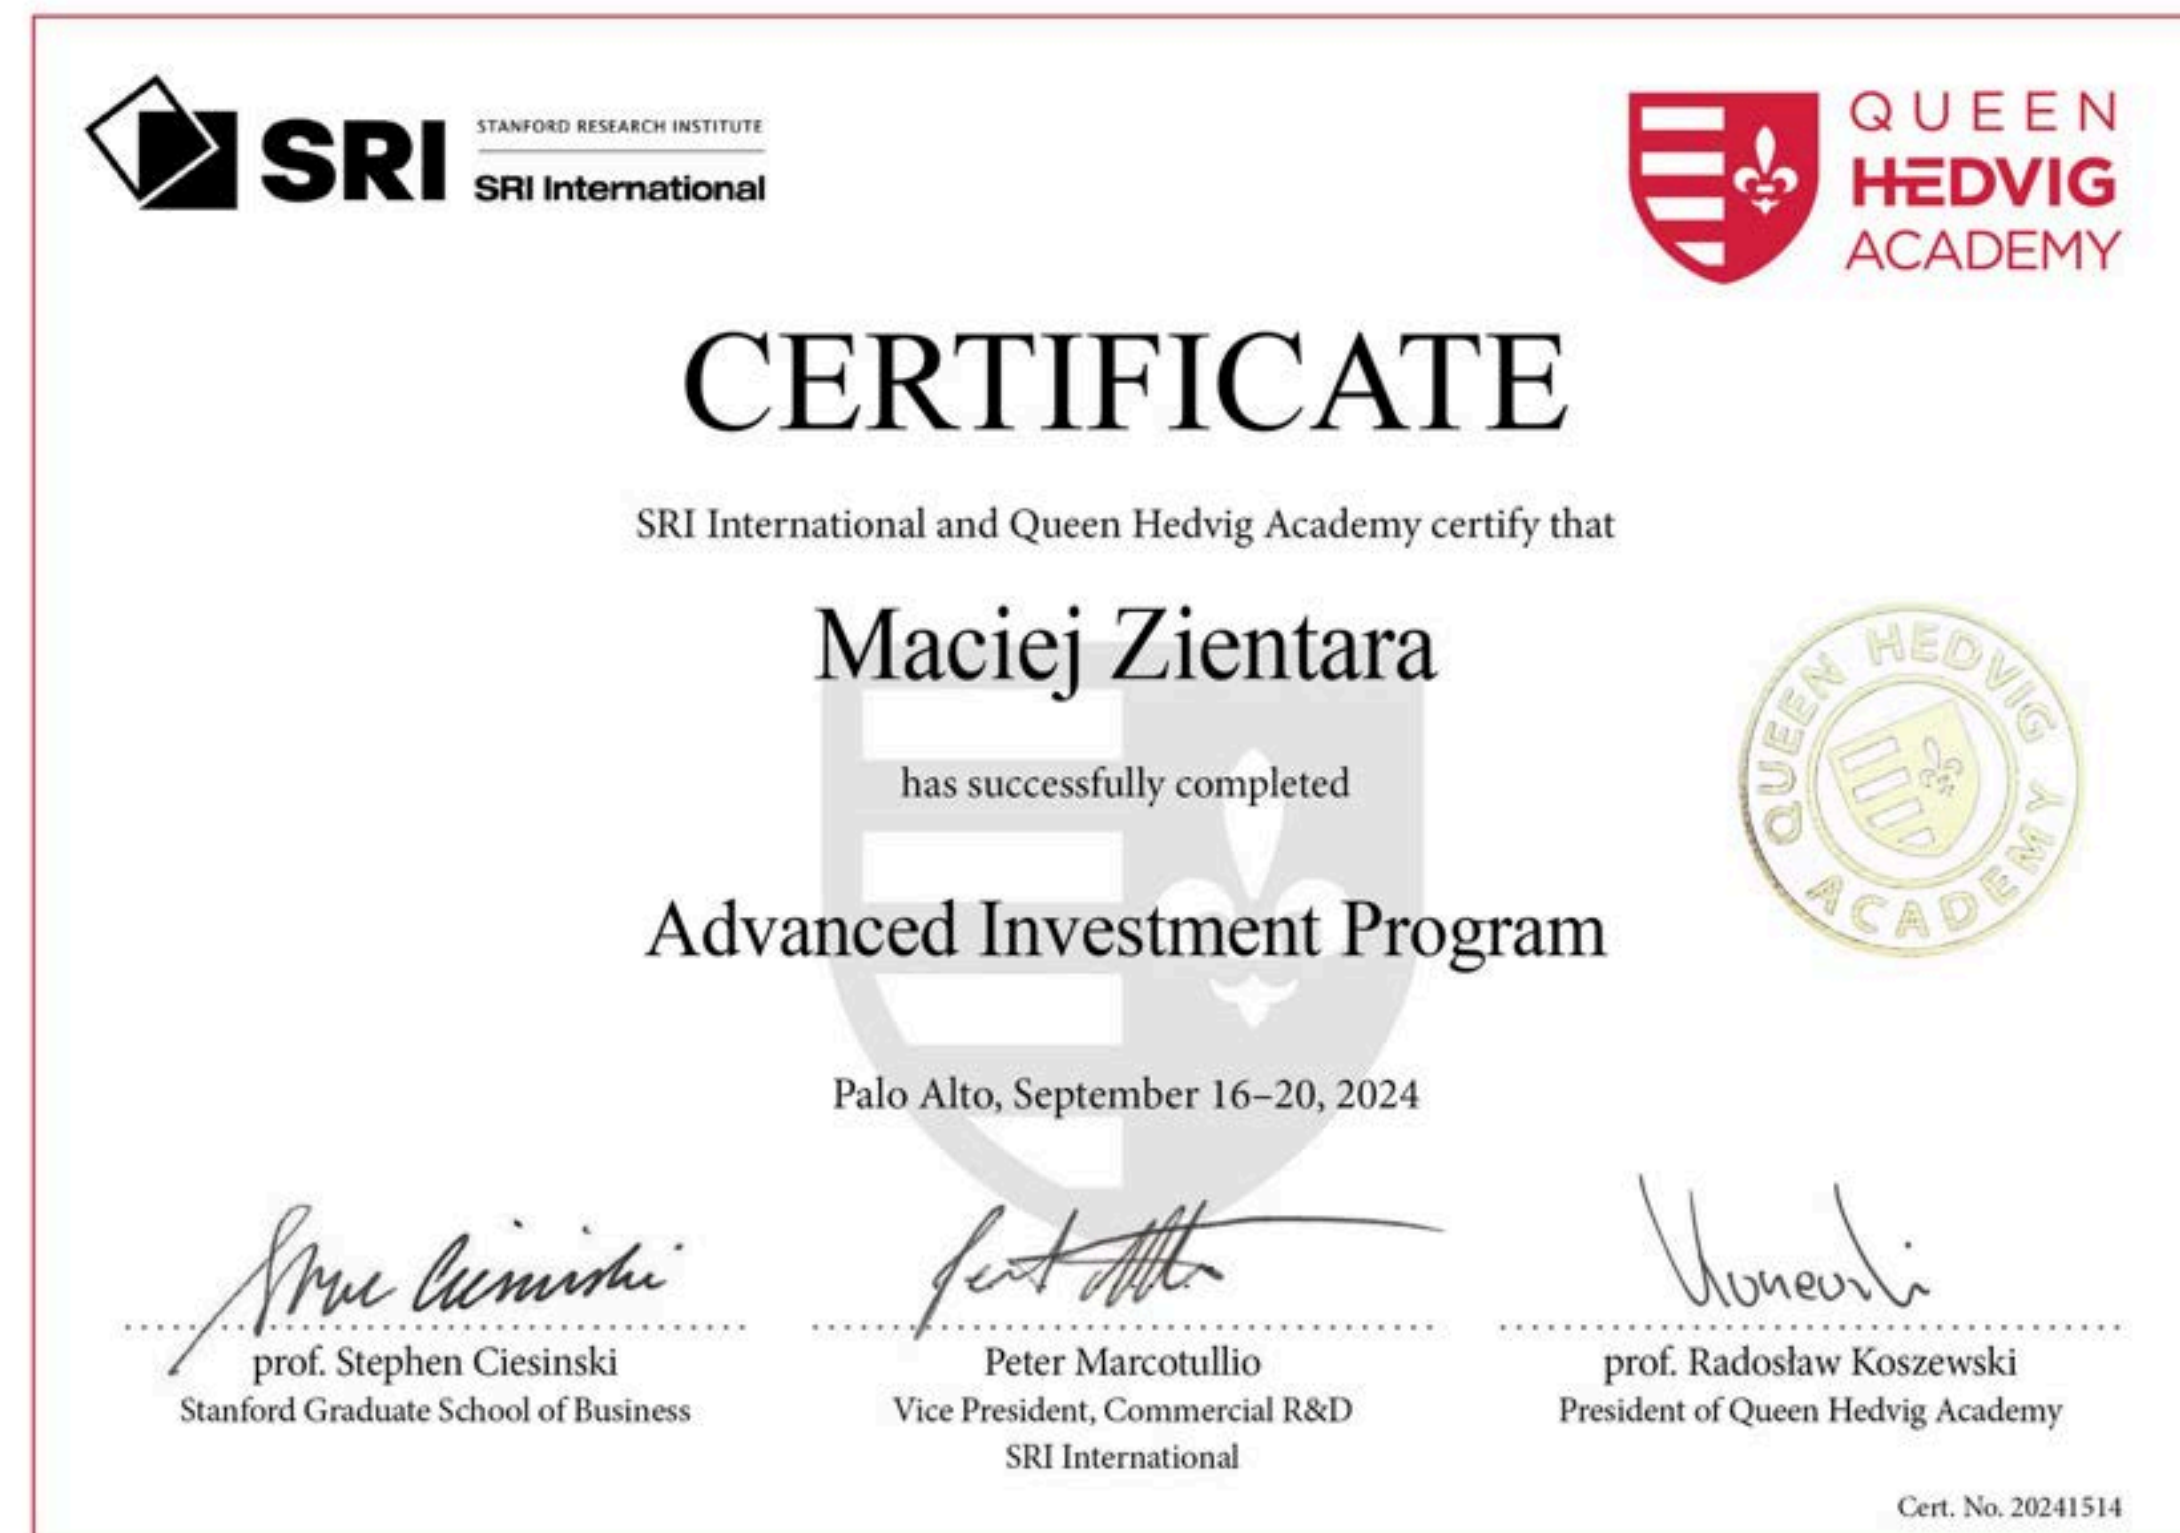 SRI
STANFORD RESEARCH INSTITUTE
SRI International
QUEEN
HEDVIG
ACADEMY
CERTIFICATE
SRI International and Queen Hedvig Academy certify that
Maciej Zientara
has successfully completed
Advanced Investment Program
QUEEN HEDVIG ACADEMY
Palo Alto, September 16–20, 2024
prof. Stephen Ciesinski
Stanford Graduate School of Business
Peter Marcotullio
Vice President, Commercial R&D
SRI International
prof. Radosław Koszewski
President of Queen Hedvig Academy
Cert. No. 20241514